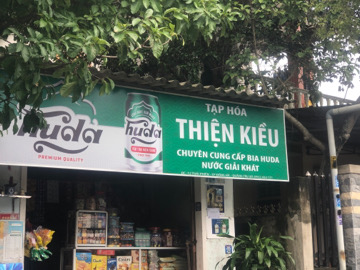 Huda
PREMIUM QUALITY
Huda
TẠP HÓA
THIỆN KIỀU
CHUYÊN CUNG CẤP BIA HUDA
NƯỚC GIẢI KHÁT